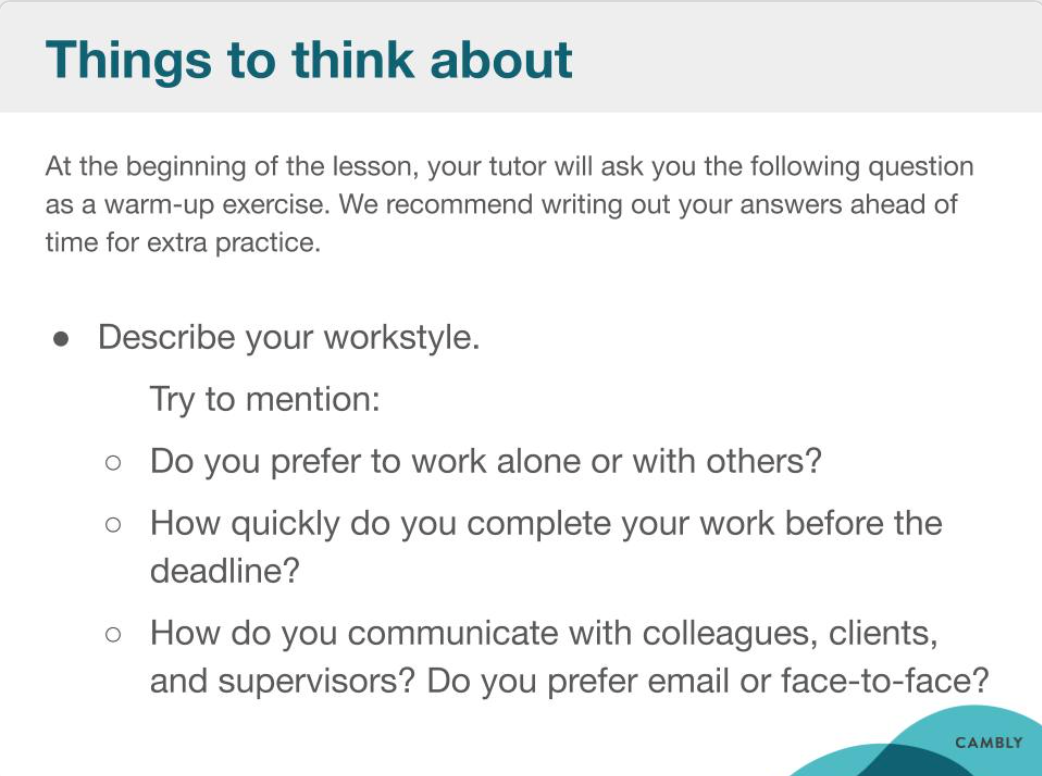 Things to think about
At the beginning of the lesson, your tutor will ask you the following question
as a warm-up exercise. We recommend writing out your answers ahead of
time for extra practice.
● Describe your workstyle.
Try to mention:
○ Do you prefer to work alone or with others?
○ How quickly do you complete your work before the
deadline?
○ How do you communicate with colleagues, clients,
and supervisors? Do you prefer email or face-to-face?
CAMBLY